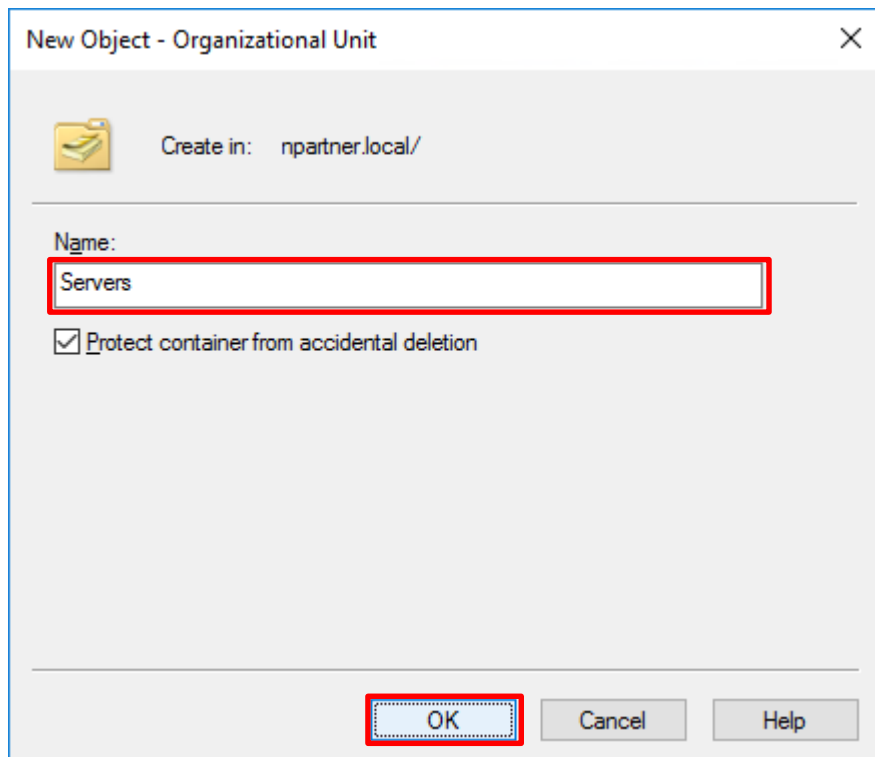 New Object - Organizational Unit
Create in: npartner.local/
Name:
Servers
Protect container from accidental deletion
OK Cancel Help